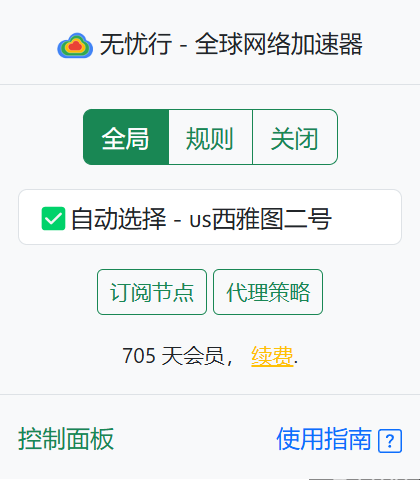 无忧行 - 全球网络加速器
全局 规则 关闭
自动选择 - us西雅图二号
订阅节点 代理策略
705 天会员， 续费.
控制面板 使用指南 ?